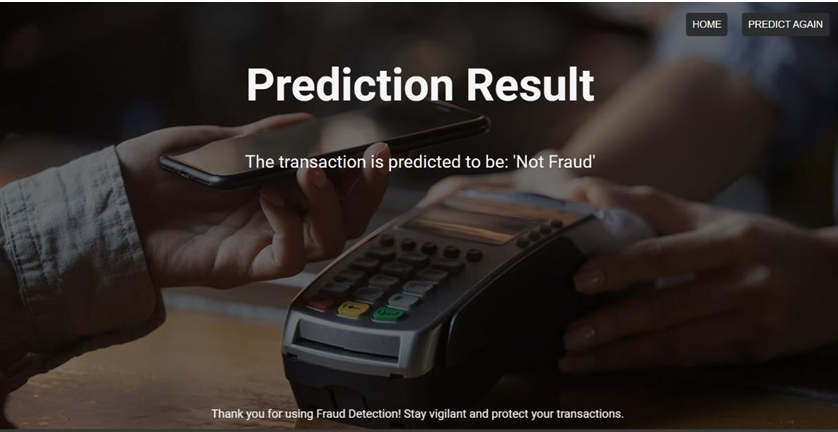 HOME
PREDICT AGAIN
Prediction Result
The transaction is predicted to be: 'Not Fraud'
Thank you for using Fraud Detection! Stay vigilant and protect your transactions.